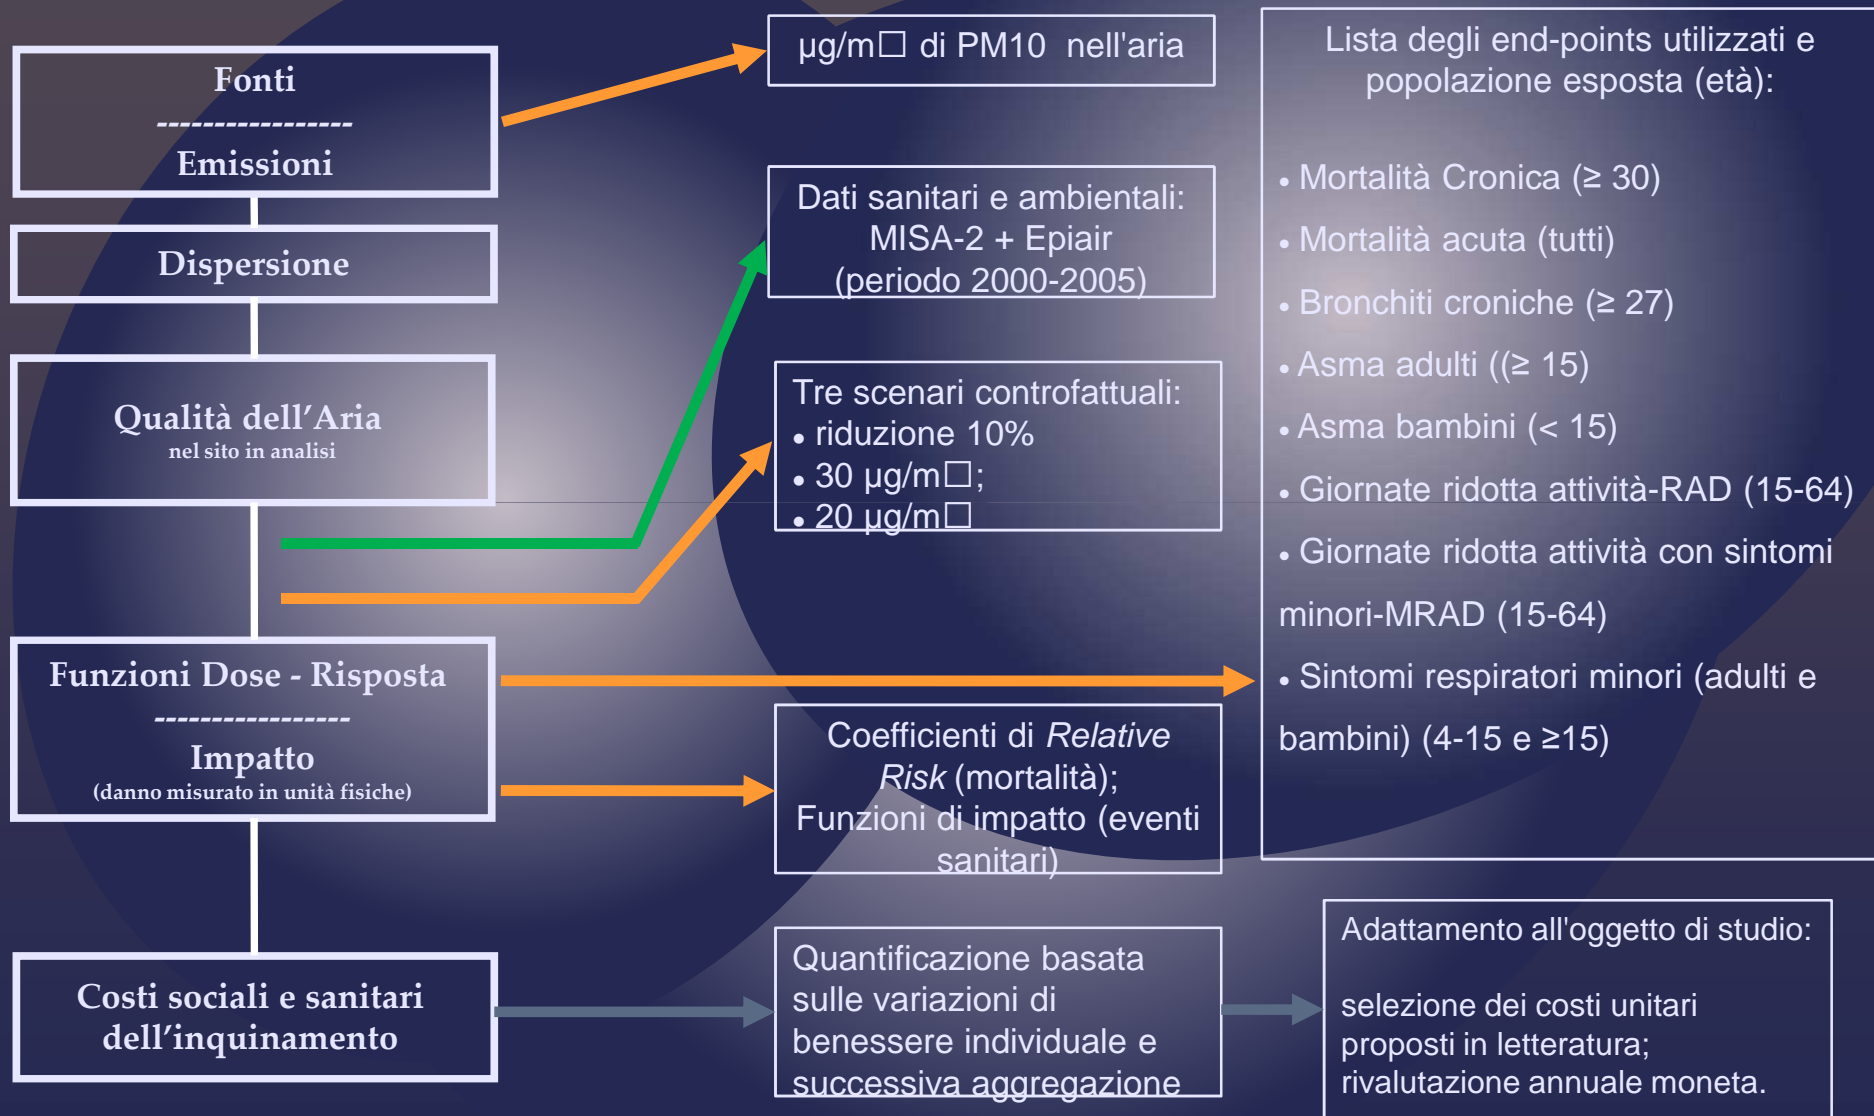 Fonti
-----------------
Emissioni
Dispersione
Qualità dell’Aria
nel sito in analisi
Funzioni Dose - Risposta
-----------------
Impatto
(danno misurato in unità fisiche)
Costi sociali e sanitari
dell’inquinamento
µg/m□ di PM10 nell'aria
Dati sanitari e ambientali:
MISA-2 + Epiair
(periodo 2000-2005)
Tre scenari controfattuali:
● riduzione 10%
● 30 µg/m□;
● 20 µg/m□
Coefficienti di Relative
Risk (mortalità);
Funzioni di impatto (eventi
sanitari)
Quantificazione basata
sulle variazioni di
benessere individuale e
successiva aggregazione
Lista degli end-points utilizzati e
popolazione esposta (età):
● Mortalità Cronica (≥ 30)
● Mortalità acuta (tutti)
● Bronchiti croniche (≥ 27)
● Asma adulti ((≥ 15)
● Asma bambini (< 15)
● Giornate ridotta attività-RAD (15-64)
● Giornate ridotta attività con sintomi
minori-MRAD (15-64)
● Sintomi respiratori minori (adulti e
bambini) (4-15 e ≥15)
Adattamento all'oggetto di studio:
selezione dei costi unitari
proposti in letteratura;
rivalutazione annuale moneta.